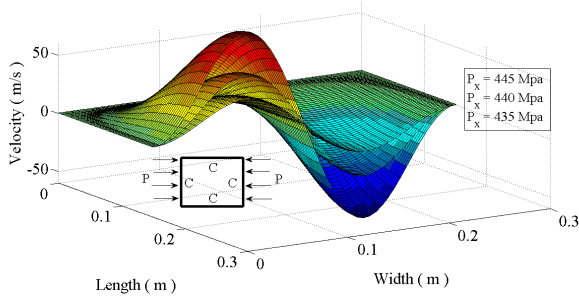 50
0
-50
Velocity ( m/s )
P_x = 445 Mpa
P_x = 440 Mpa
P_x = 435 Mpa
C
P C C P
C
0
0.1
0.2
0.3
Length ( m )
0
0.1
0.2
0.3
Width ( m )